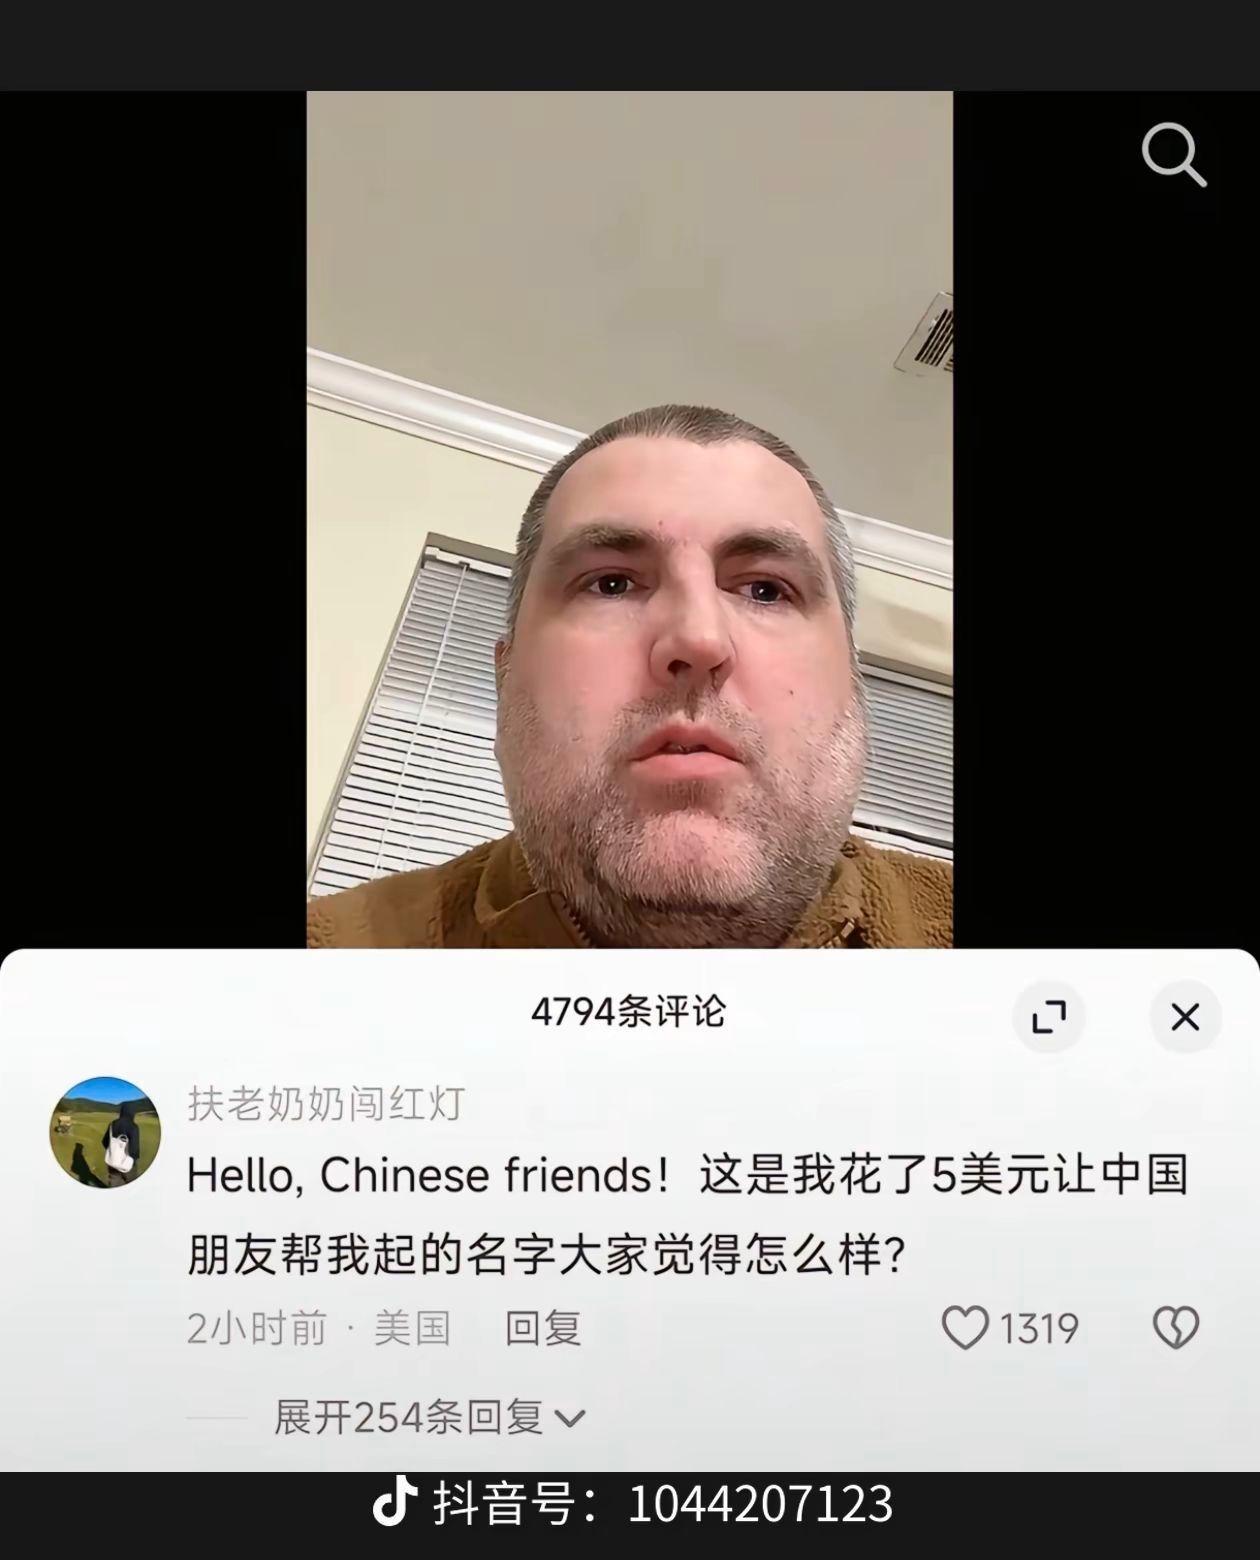 4794条评论
扶老奶奶闯红灯
Hello, Chinese friends！这是我花了5美元让中国
朋友帮我起的名字大家觉得怎么样？
2小时前 · 美国 回复 1319
展开254条回复
抖音号：1044207123